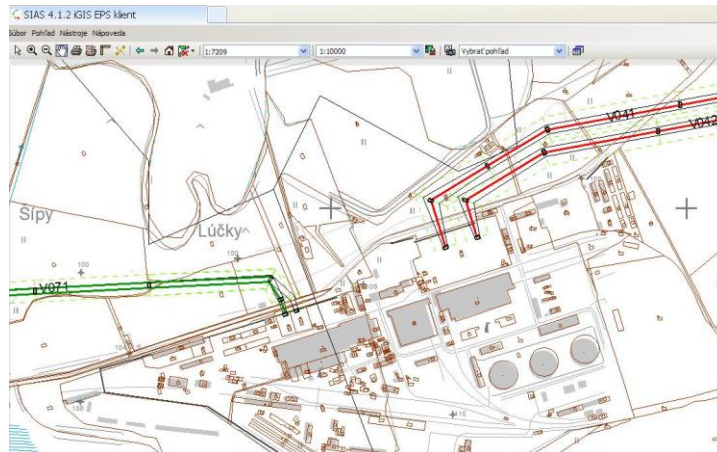 SIAS 4.1.2 iGIS EPS klient
Súbor Pohľad Nástroje Nápoveda
1:7209 1:10000 Vybrať pohľad
V041
V042
Šípy
Lúčky
100
100
V071
100
110